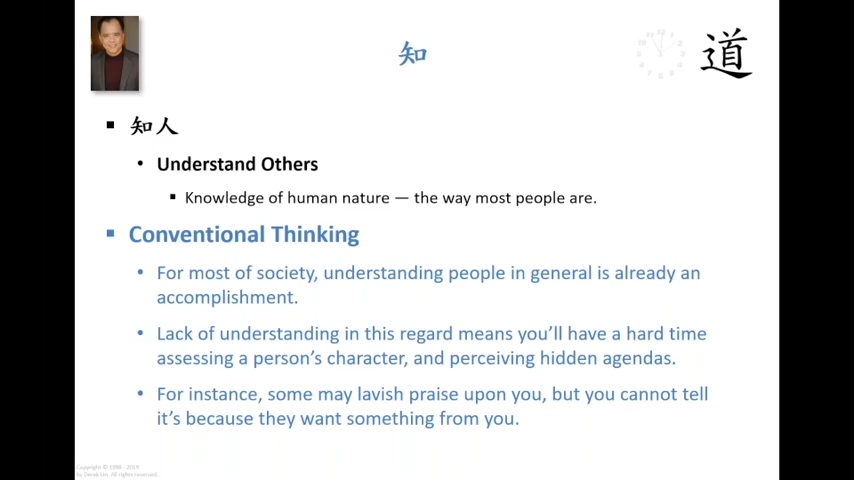 知
道
知人
Understand Others
Knowledge of human nature — the way most people are.
Conventional Thinking
For most of society, understanding people in general is already an
accomplishment.
Lack of understanding in this regard means you’ll have a hard time
assessing a person’s character, and perceiving hidden agendas.
For instance, some may lavish praise upon you, but you cannot tell
it’s because they want something from you.
by Derek Lin. All rights reserved.